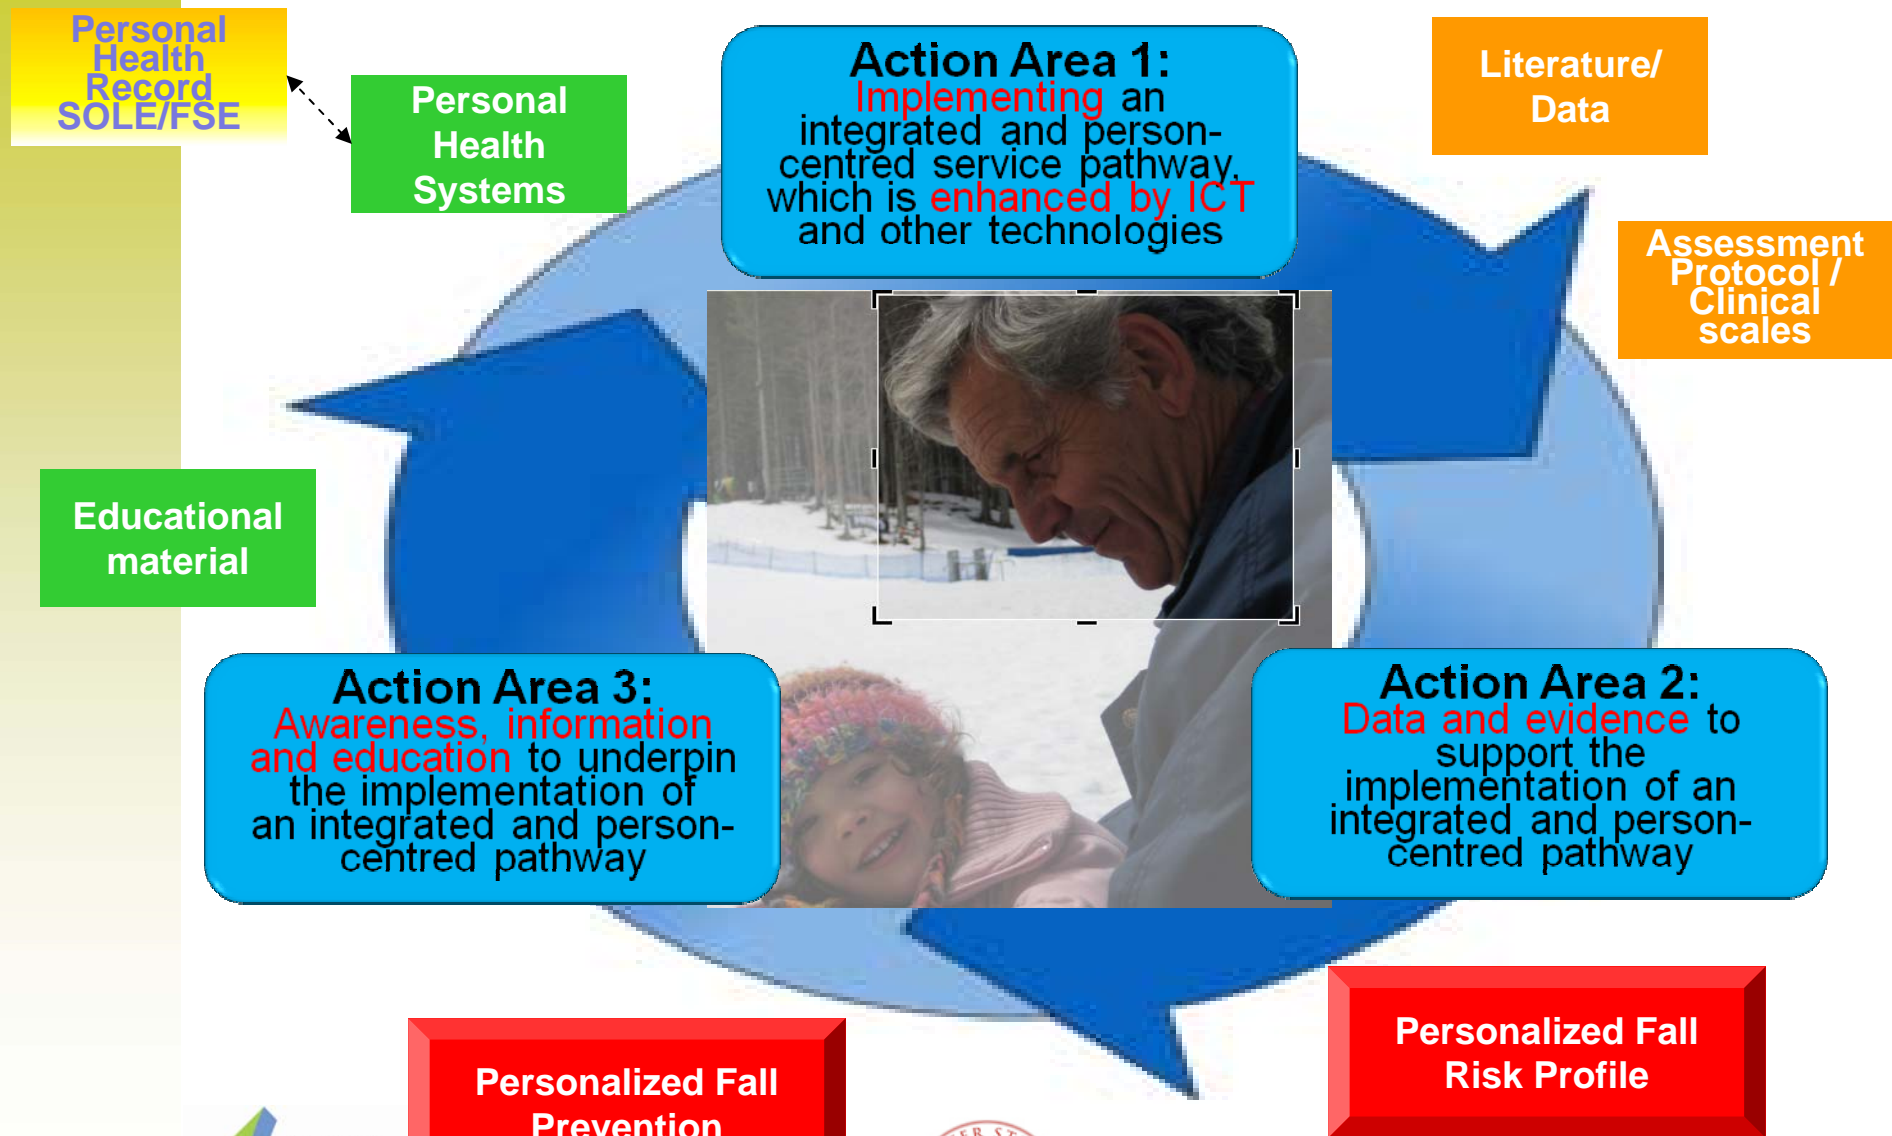 Personal
Health
Record
SOLE/FSE
Personal
Health
Systems
Action Area 1:
Implementing an
integrated and person-
centred service pathway,
which is enhanced by ICT
and other technologies
Literature/
Data
Assessment
Protocol /
Clinical
scales
Educational
material
Action Area 3:
Awareness, information
and education to underpin
the implementation of
an integrated and person-
centred pathway
Action Area 2:
Data and evidence to
support the
implementation of an
integrated and person-
centred pathway
Personalized Fall
Risk Profile
Personalized Fall
Prevention